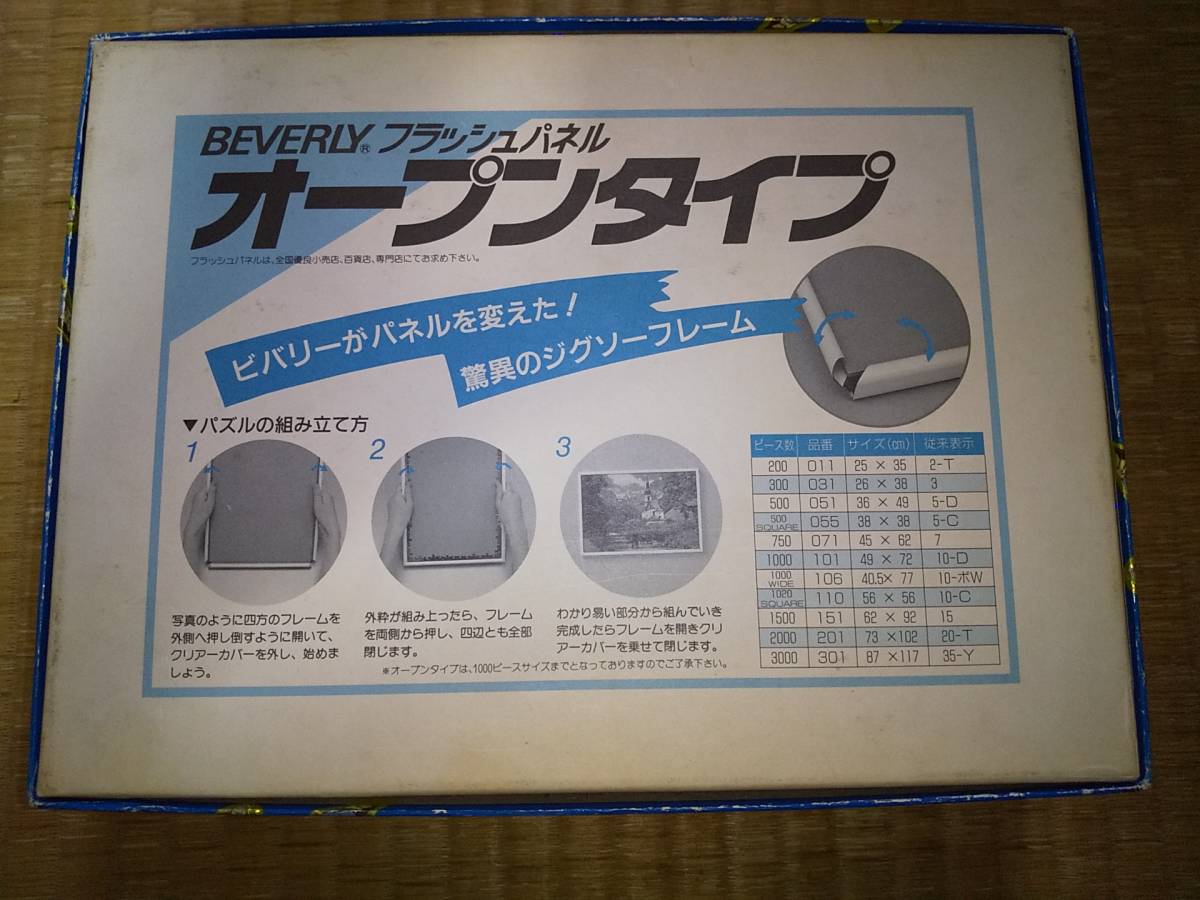 BEVERLY® フラッシュパネル
オープンタイプ
フラッシュパネルは、全国優良小売店、百貨店、専門店にてお求め下さい。
ビバリーがパネルを変えた!
驚異のジグソーフレーム
▼パズルの組み立て方
1
写真のように四方のフレームを
外側へ押し倒すように開いて、
クリアーカバーを外し、始めま
しょう。
2
外枠が組み上ったら、フレーム
を両側から押し、四辺とも全部
閉じます。
3
わかり易い部分から組んでいき
完成したらフレームを開きクリ
アーカバーを乗せて閉じます。
※オープンタイプは、1000ピースサイズまでとなっておりますのでご了承下さい。
ピース数 品番 サイズ(cm) 従来表示
200 011 25 × 35 2-T
300 031 26 × 38 3
500 051 36 × 49 5-D
500 SQUARE 055 38 × 38 5-C
750 071 45 × 62 7
1000 101 49 × 72 10-D
1000 WIDE 106 40.5× 77 10-ボW
1020 SQUARE 110 56 × 56 10-C
1500 151 62 × 92 15
2000 201 73 ×102 20-T
3000 301 87 ×117 35-Y